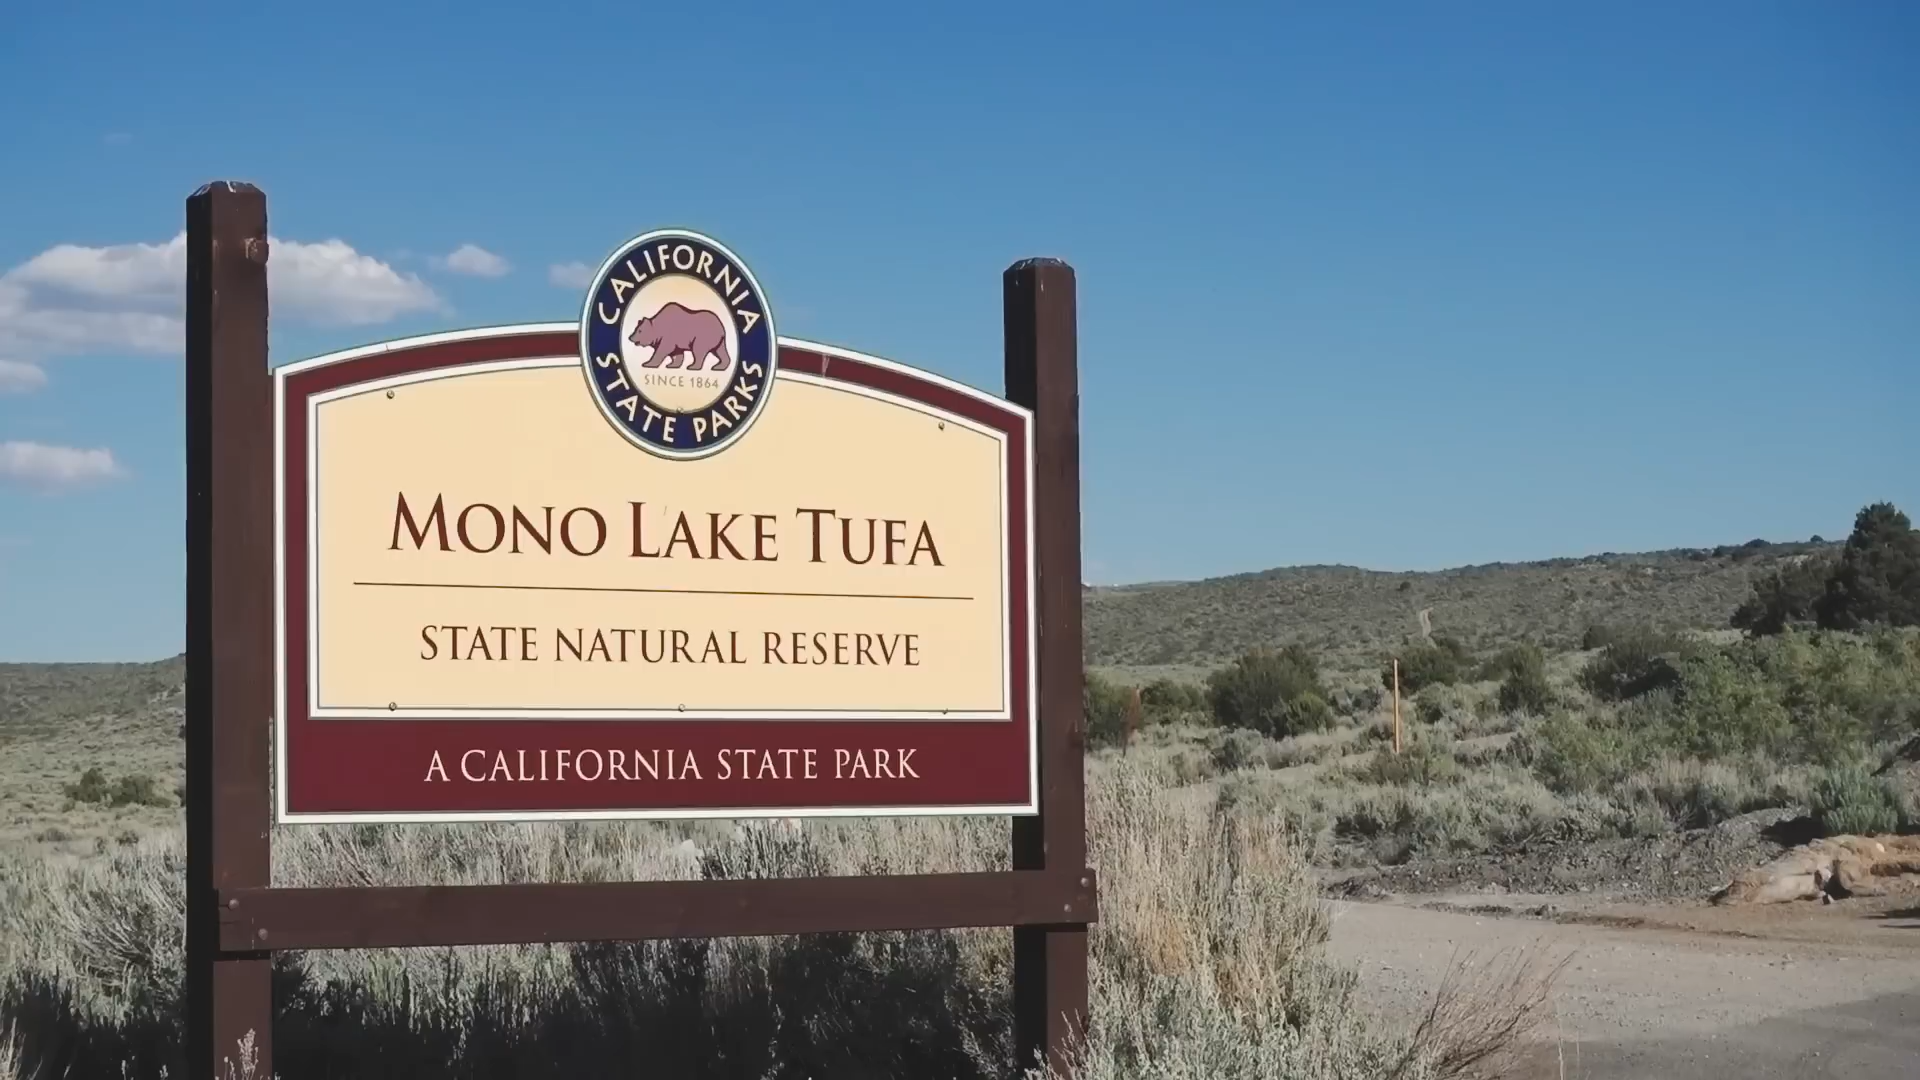 CALIFORNIA
STATE PARKS
SINCE 1864
MONO LAKE TUFA
STATE NATURAL RESERVE
A CALIFORNIA STATE PARK